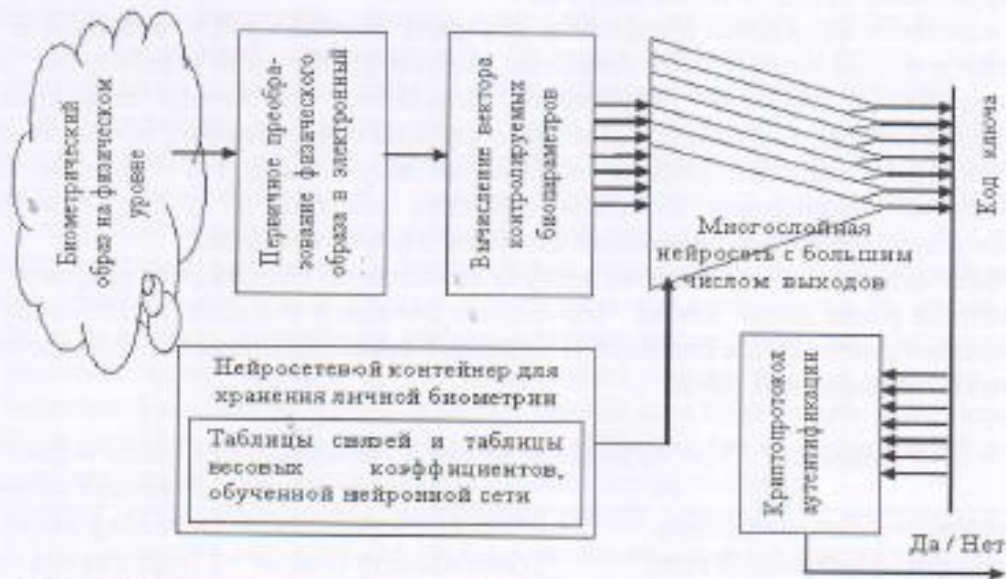 Биометрический
образ на физическом
уровне
Первичное преобра-
зование физического
образа в электронный
Вычисление вектора
контролируемых
биопараметров
Многослойная
нейросеть с большим
числом выходов
Код ключа
Нейросетевой контейнер для
хранения личной биометрии
Таблицы связей и таблицы
весовых коэффициентов,
обученной нейронной сети
Криптопротокол
аутентификации
Да / Нет